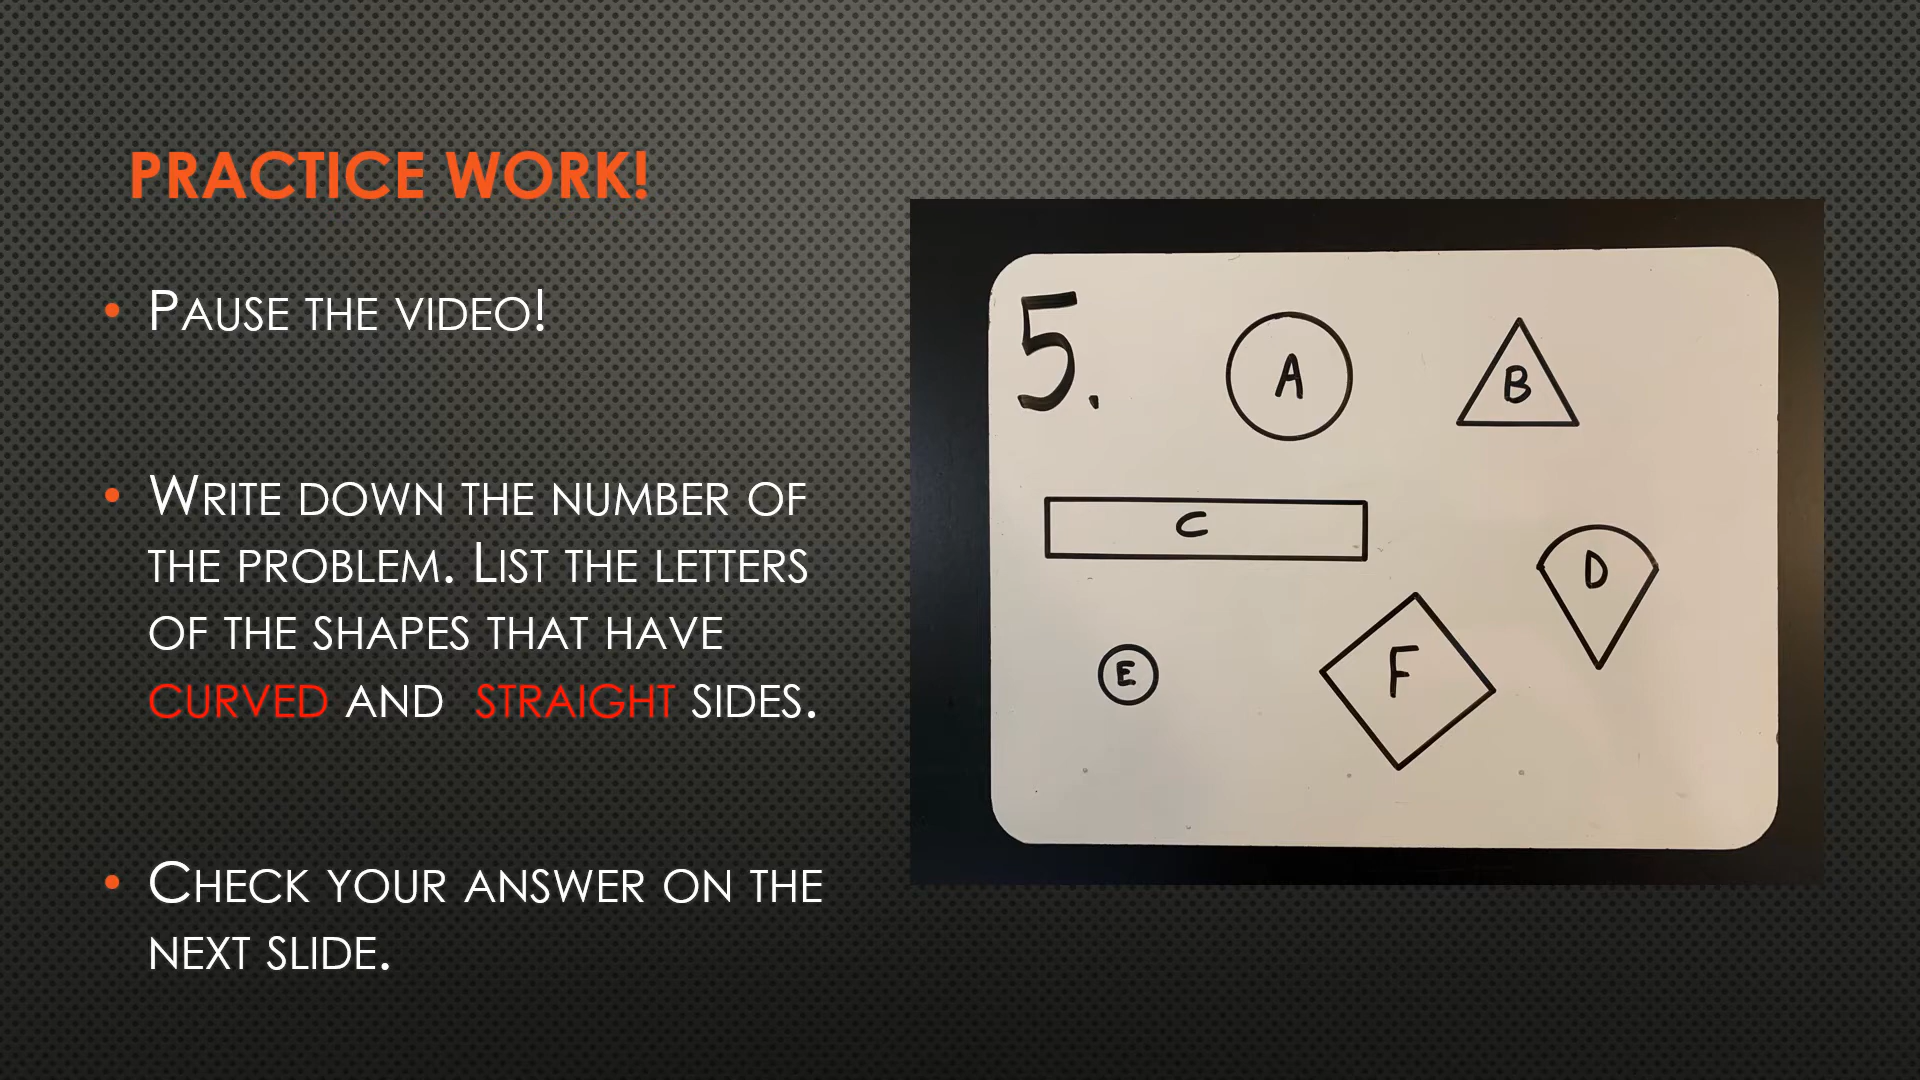 PRACTICE WORK!
PAUSE THE VIDEO!
WRITE DOWN THE NUMBER OF
THE PROBLEM. LIST THE LETTERS
OF THE SHAPES THAT HAVE
CURVED AND STRAIGHT SIDES.
CHECK YOUR ANSWER ON THE
NEXT SLIDE.
5.
A
B
C
D
E
F